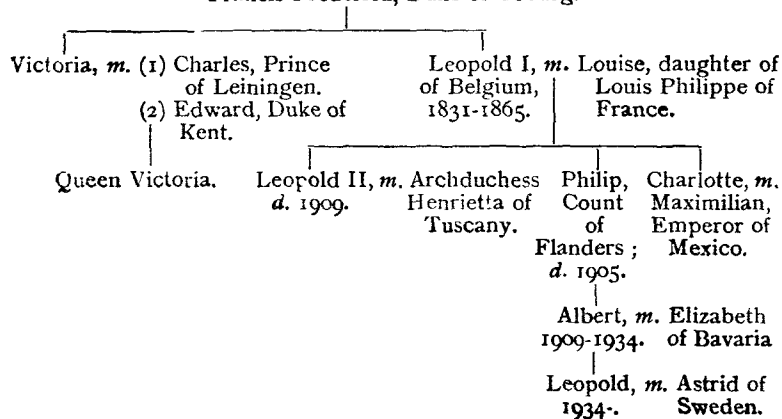 Francis Frederick, Duke of Coburg.
Victoria, m. (1) Charles, Prince
of Leiningen.
(2) Edward, Duke of
Kent.
Leopold I, m. Louise, daughter of
of Belgium, Louis Philippe of
1831-1865. France.
Queen Victoria.
Leopold II, m. Archduchess
d. 1909. Henrietta of
Tuscany.
Philip,
Count
of
Flanders ;
d. 1905.
Charlotte, m.
Maximilian,
Emperor of
Mexico.
Albert, m. Elizabeth
1909-1934. of Bavaria
Leopold, m. Astrid of
1934-. Sweden.